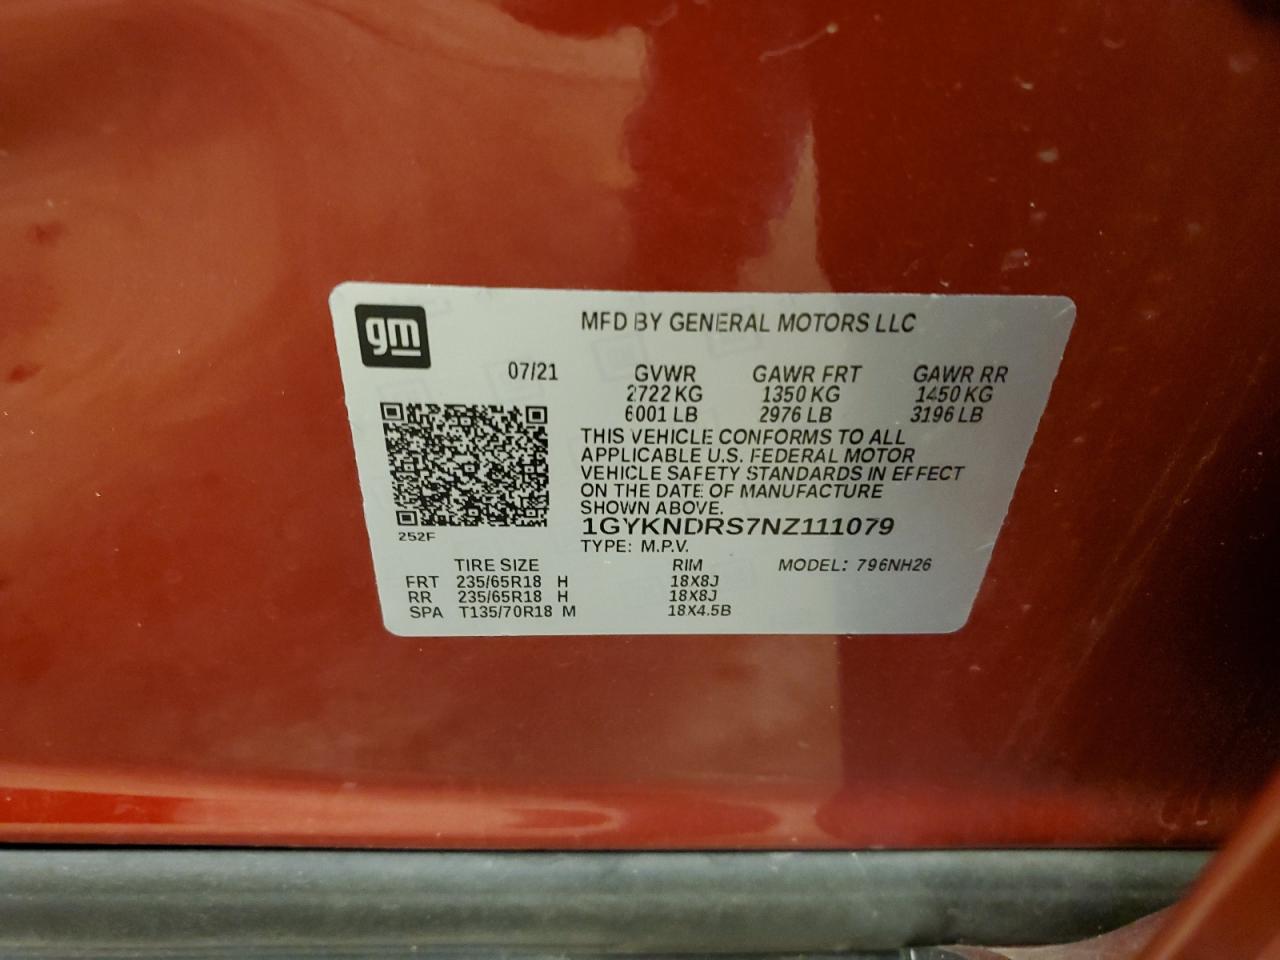 gm
MFD BY GENERAL MOTORS LLC
07/21 GVWR GAWR FRT GAWR RR
2722 KG 1350 KG 1450 KG
6001 LB 2976 LB 3196 LB
THIS VEHICLE CONFORMS TO ALL
APPLICABLE U.S. FEDERAL MOTOR
VEHICLE SAFETY STANDARDS IN EFFECT
ON THE DATE OF MANUFACTURE
SHOWN ABOVE.
1GYKNDRS7NZ111079
252F
TYPE: M.P.V.
TIRE SIZE RIM MODEL: 796NH26
FRT 235/65R18 H 18X8J
RR 235/65R18 H 18X8J
SPA T135/70R18 M 18X4.5B